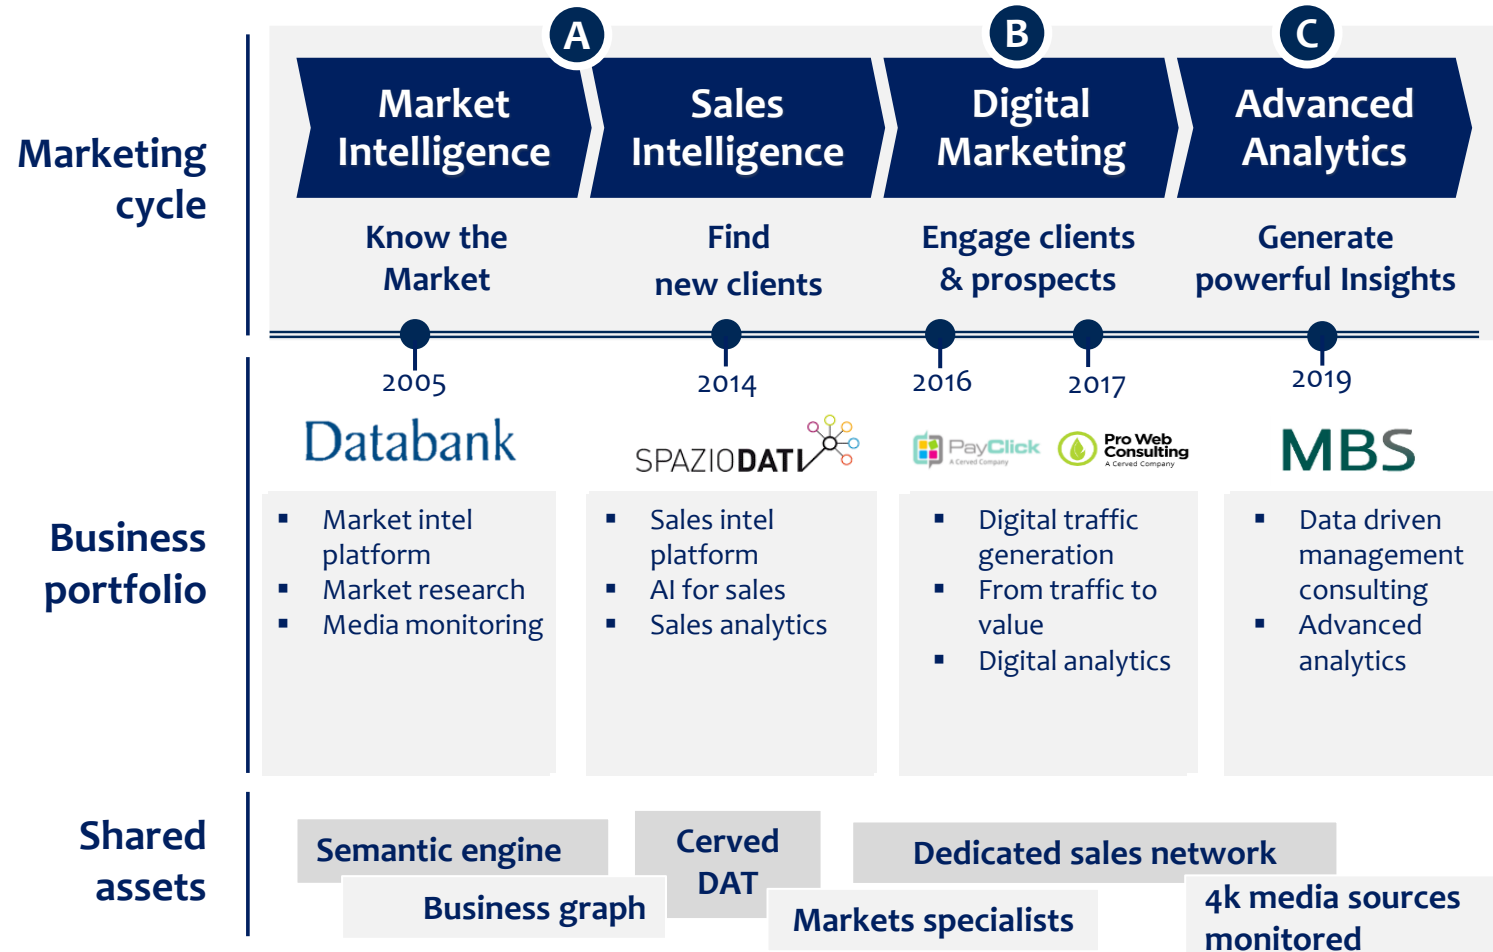 A
B
C
Marketing
cycle
Market
Intelligence
Sales
Intelligence
Digital
Marketing
Advanced
Analytics
Know the
Market
Find
new clients
Engage clients
& prospects
Generate
powerful Insights
2005
2014
2016
2017
2019
Databank
SPAZIODATI
PayClick
A Cerved Company
Pro Web
Consulting
A Cerved Company
MBS
Business
portfolio
▪ Market intel
platform
▪ Market research
▪ Media monitoring
▪ Sales intel
platform
▪ AI for sales
▪ Sales analytics
▪ Digital traffic
generation
▪ From traffic to
value
▪ Digital analytics
▪ Data driven
management
consulting
▪ Advanced
analytics
Shared
assets
Semantic engine
Business graph
Cerved
DAT
Markets specialists
Dedicated sales network
4k media sources
monitored